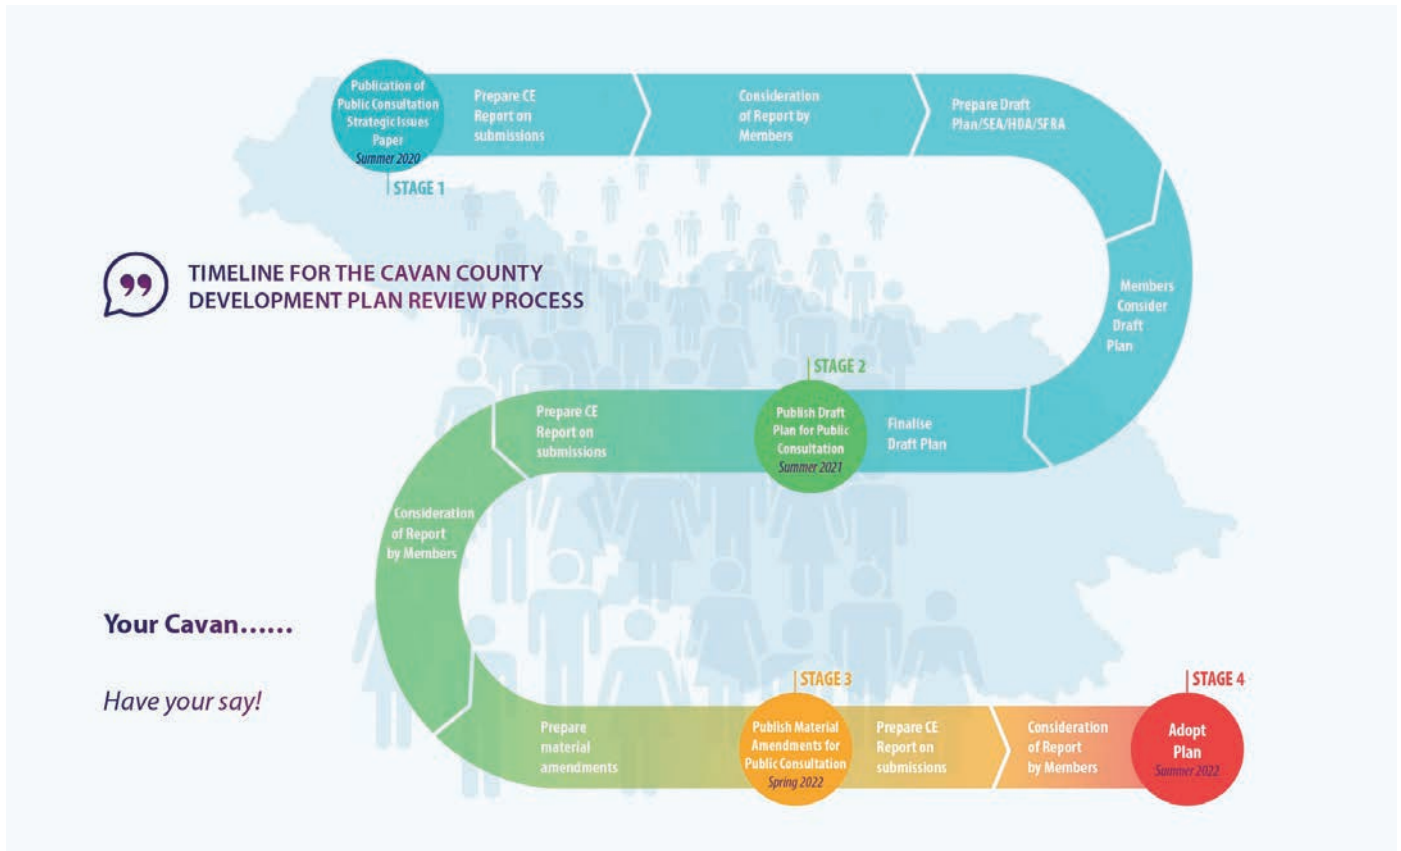 Publication of
Public Consultation
Strategic Issues
Paper
Summer 2020
STAGE 1
Prepare CE
Report on
submissions
Consideration
of Report by
Members
Prepare Draft
Plan/SEA/HDA/SFRA
Members
Consider
Draft
Plan
TIMELINE FOR THE CAVAN COUNTY
DEVELOPMENT PLAN REVIEW PROCESS
Finalise
Draft Plan
STAGE 2
Publish Draft
Plan for Public
Consultation
Summer 2021
Prepare CE
Report on
submissions
Consideration
of Report
by Members
Your Cavan......
Have your say!
Prepare
material
amendments
STAGE 3
Publish Material
Amendments for
Public Consultation
Spring 2022
Prepare CE
Report on
submissions
Consideration
of Report
by Members
STAGE 4
Adopt
Plan
Summer 2022